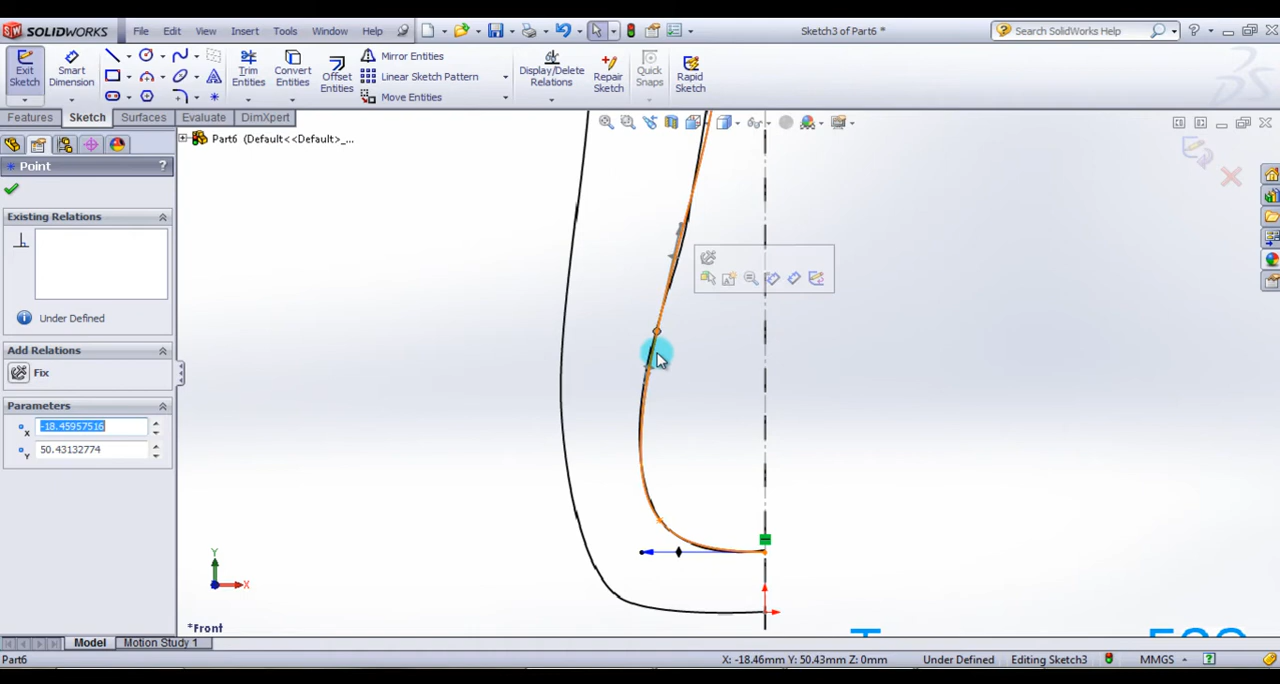 SOLIDWORKS File Edit View Insert Tools Window Help Sketch3 of Part6 * Search SolidWorks Help
Exit Sketch
Smart Dimension
Trim Entities
Convert Entities
Offset Entities
Mirror Entities
Linear Sketch Pattern
Move Entities
Display/Delete Relations
Repair Sketch
Quick Snaps
Rapid Sketch
Features Sketch Surfaces Evaluate DimXpert
Part6 (Default<<Default>_...
Point ?
Existing Relations
Under Defined
Add Relations
Fix
Parameters
X -18.45957516
Y 50.43132774
Y
X
*Front
Model Motion Study 1
Part6 X: -18.46mm Y: 50.43mm Z: 0mm Under Defined Editing Sketch3 MMGS